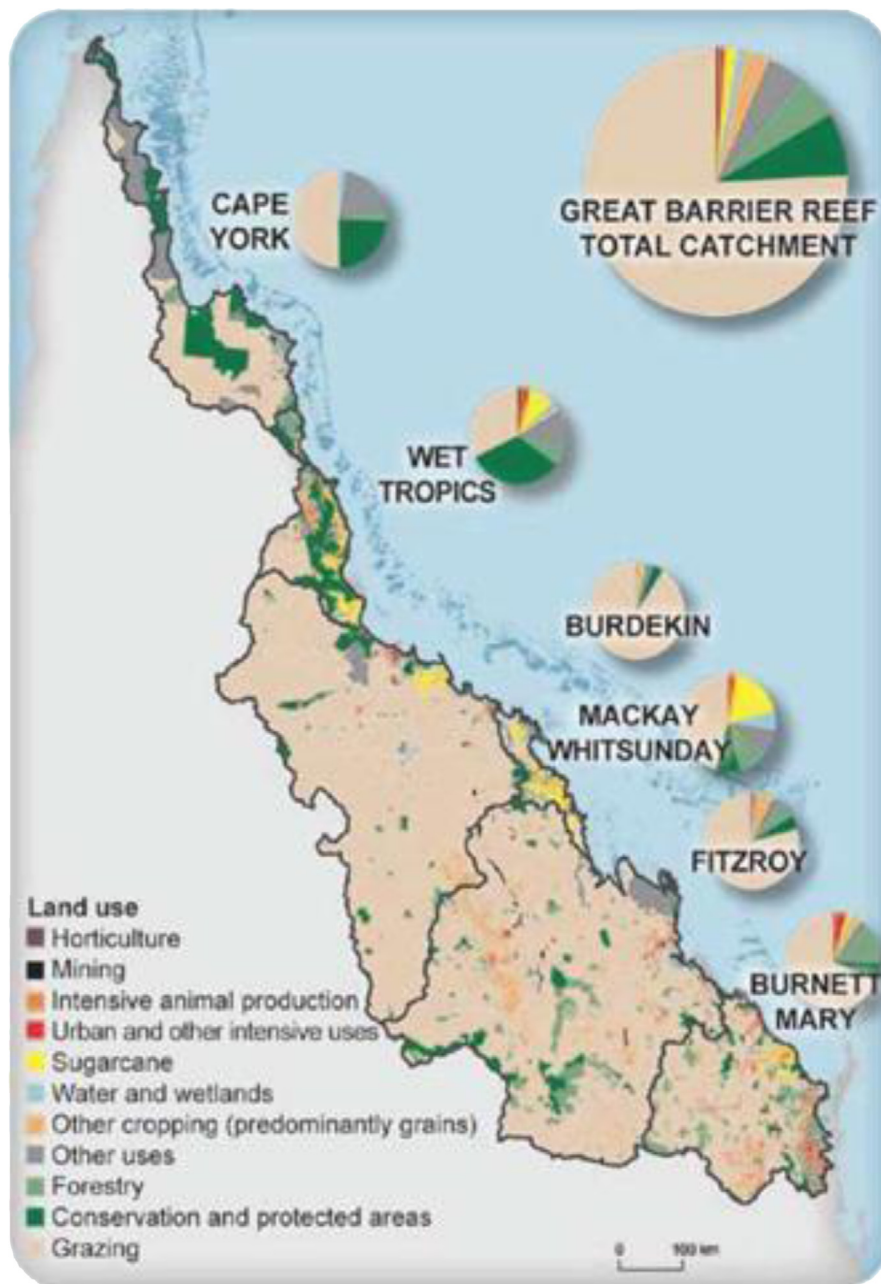 GREAT BARRIER REEF
TOTAL CATCHMENT
CAPE
YORK
WET
TROPICS
BURDEKIN
MACKAY
WHITSUNDAY
FITZROY
BURNETT
MARY
Land use
Horticulture
Mining
Intensive animal production
Urban and other intensive uses
Sugarcane
Water and wetlands
Other cropping (predominantly grains)
Other uses
Forestry
Conservation and protected areas
Grazing
0 100 km